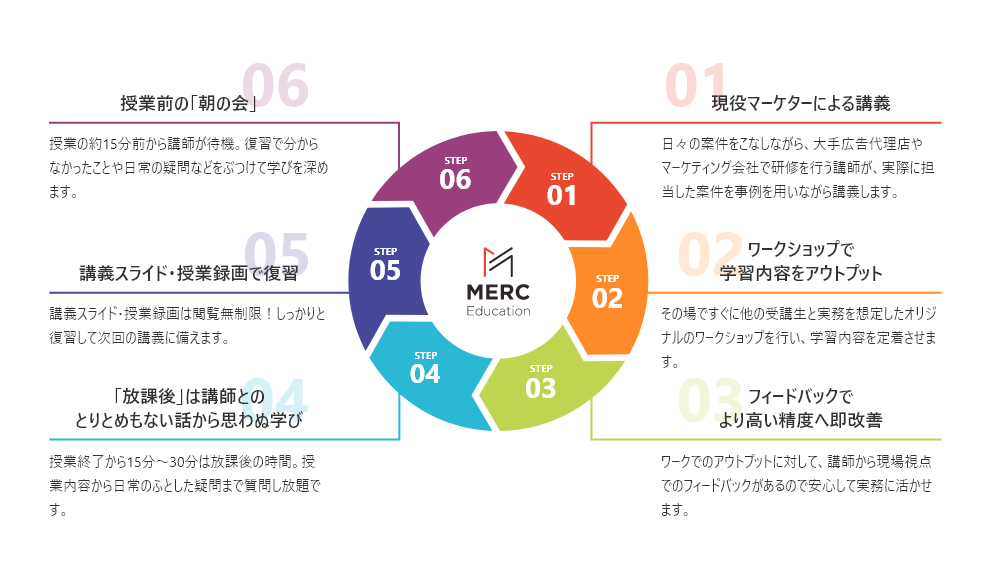 01
現役マーケターによる講義
日々の案件をこなしながら、大手広告代理店や
マーケティング会社で研修を行う講師が、実際に担
当した案件を事例を用いながら講義します。
02
ワークショップで
学習内容をアウトプット
その場ですぐに他の受講生と実務を想定したオリジ
ナルのワークショップを行い、学習内容を定着させま
す。
03
フィードバックで
より高い精度へ即改善
ワークでのアウトプットに対して、講師から現場視点
でのフィードバックがあるので安心して実務に活かせ
ます。
04
「放課後」は講師との
とりとめもない話から思わぬ学び
授業終了から15分～30分は放課後の時間。授
業内容から日常のふとした疑問まで質問し放題で
す。
05
講義スライド・授業録画で復習
講義スライド・授業録画は閲覧無制限！しっかりと
復習して次回の講義に備えます。
06
授業前の「朝の会」
授業の約15分前から講師が待機。復習で分から
なかったことや日常の疑問などをぶつけて学びを深め
ます。
STEP
01
STEP
02
STEP
03
STEP
04
STEP
05
STEP
06
MERC
Education